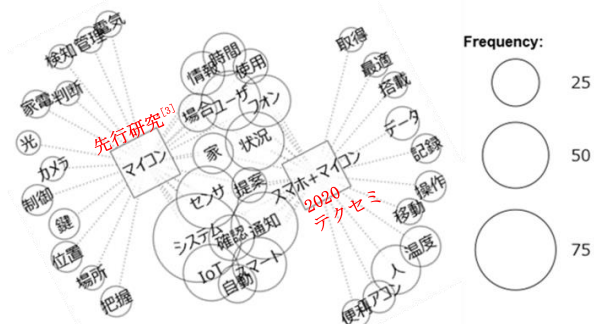 電気
検知管理
家電判断
光
カメラ
制御
鍵
位置
場所
把握
先行研究[3]
マイコン
時間
情報
使用
場合ユーザ
フォン
家
状況
センサ
提案
システム
確認通知
IoT
スマート
自動
スマホ+マイコン
2020
テクセミ
取得
最適
搭載
データ
記録
操作
移動
温度
人
エアコン
便利
Frequency:
25
50
75